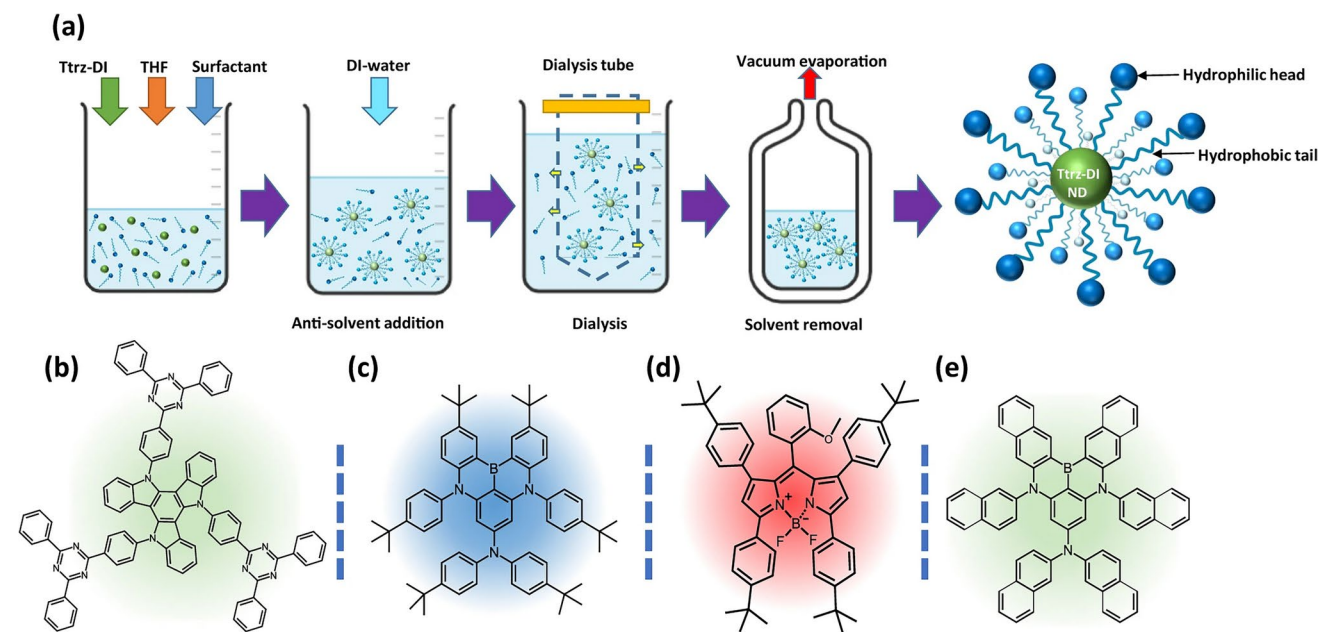 (a)
Ttrz-DI THF Surfactant
DI-water
Dialysis tube
Vacuum evaporation
Hydrophilic head
Hydrophobic tail
Ttrz-DI
ND
Anti-solvent addition
Dialysis
Solvent removal
(b)
N
N N
N
N
N
N N
N
N
N
N
(c)
B
N N
N
(d)
O
N+ N
B−
F F
(e)
B
N N
N